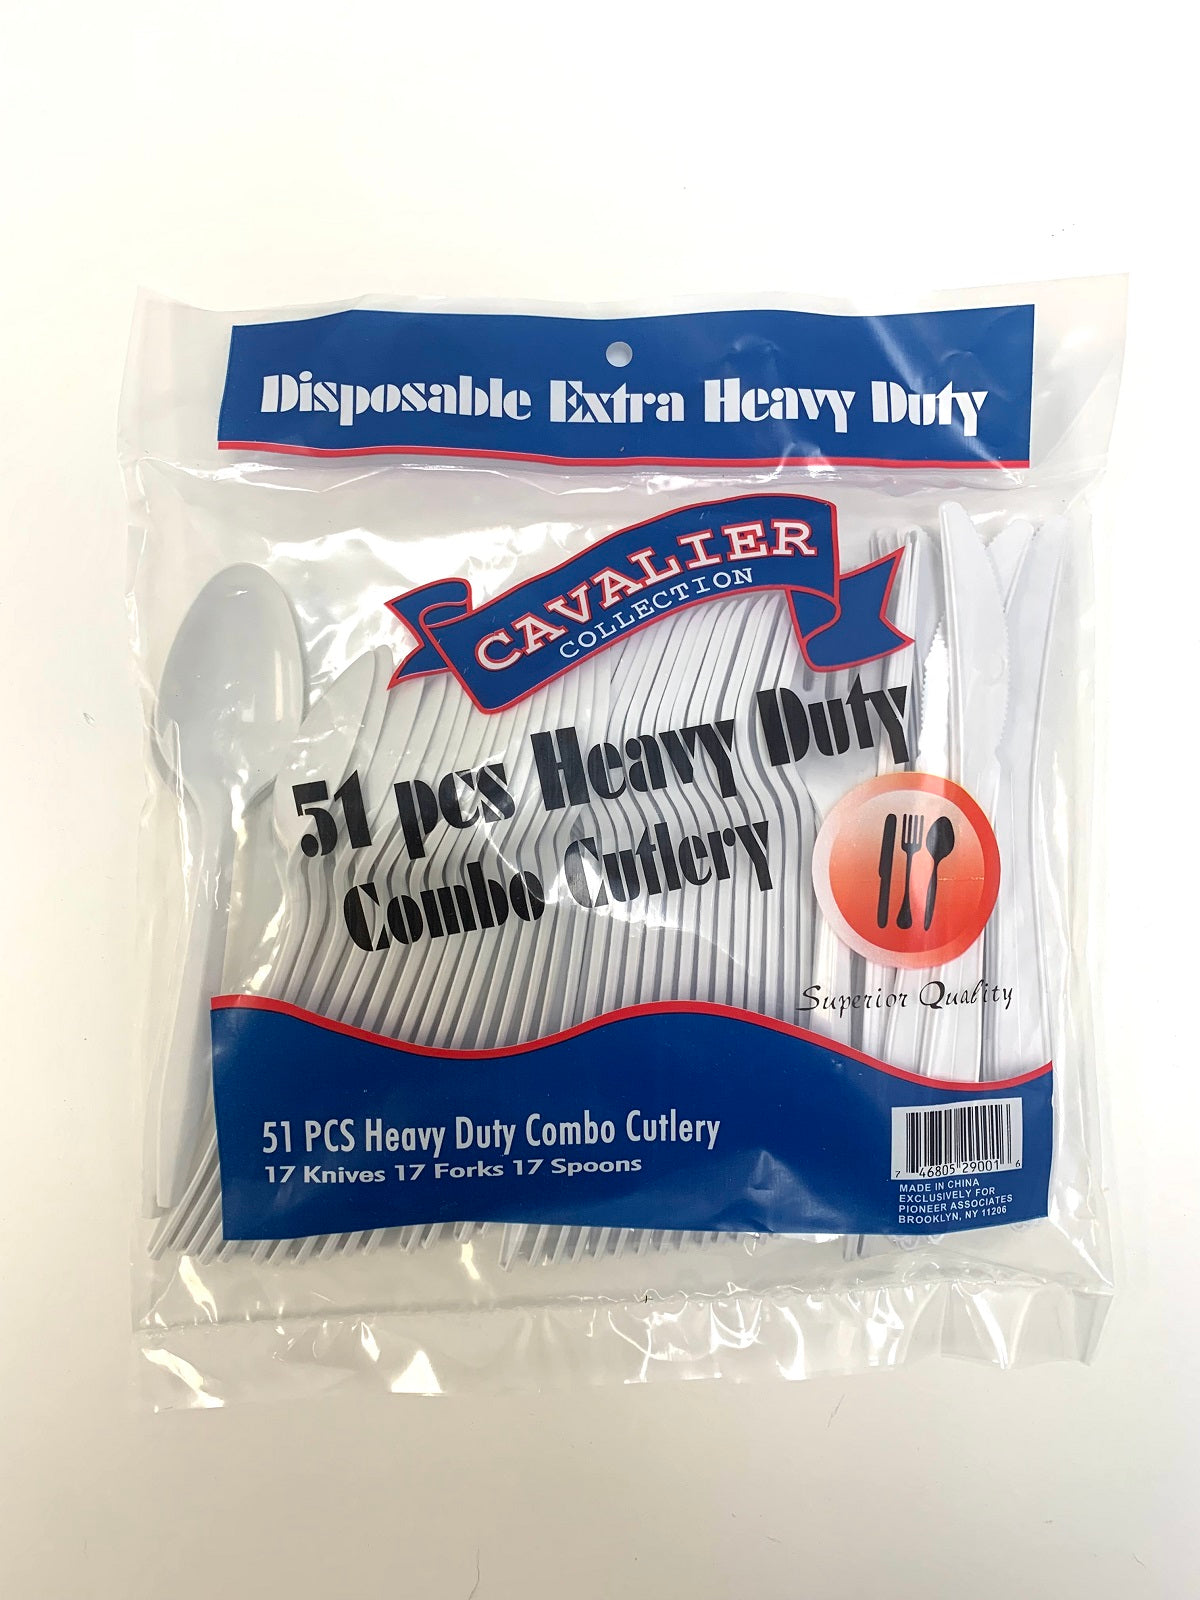 Disposable Extra Heavy Duty
CAVALIER
COLLECTION
51 pcs Heavy Duty
Combo Cutlery
Superior Quality
51 PCS Heavy Duty Combo Cutlery
17 Knives 17 Forks 17 Spoons
7 46805 29001 6
MADE IN CHINA
EXCLUSIVELY FOR
PIONEER ASSOCIATES
BROOKLYN, NY 11206